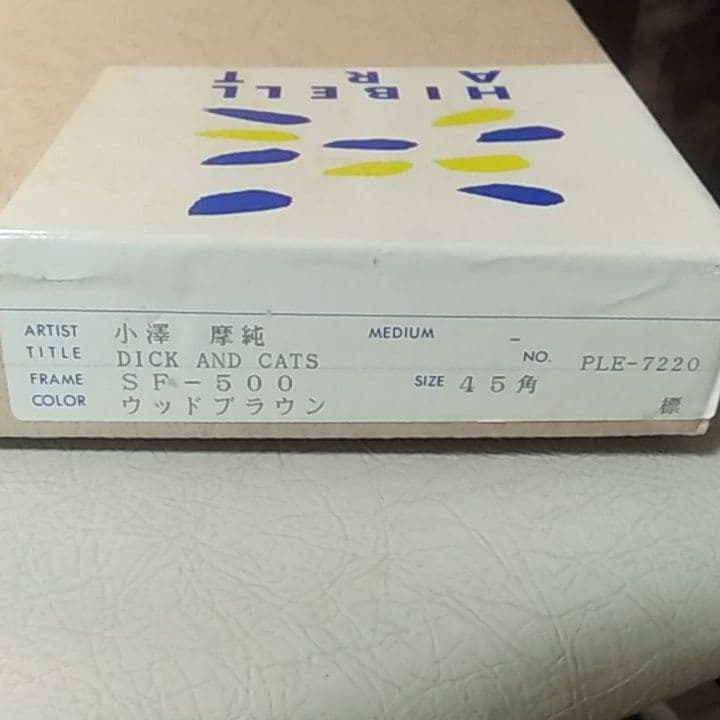 HIBELL
ART
ARTIST 小澤 摩純 MEDIUM -
TITLE DICK AND CATS NO. PLE-7220
FRAME SF-500 SIZE 45角
COLOR ウッドブラウン 標